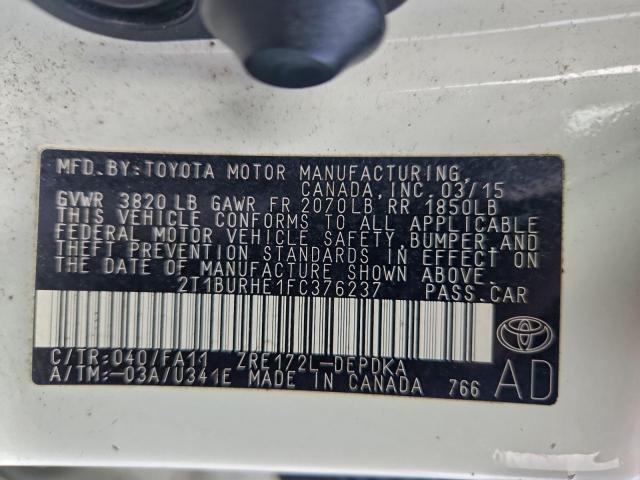 MFD.BY:TOYOTA MOTOR MANUFACTURING,
CANADA, INC. 03/15
GVWR 3820 LB GAWR FR 2070LB RR 1850LB
THIS VEHICLE CONFORMS TO ALL APPLICABLE
FEDERAL MOTOR VEHICLE SAFETY, BUMPER, AND
THEFT PREVENTION STANDARDS IN EFFECT ON
THE DATE OF MANUFACTURE SHOWN ABOVE.
2T1BURHE1FC376237 PASS.CAR
C/TR:040/FA11 ZRE172L-DEPDKA
A/TM:-03A/U341E MADE IN CANADA 766 AD